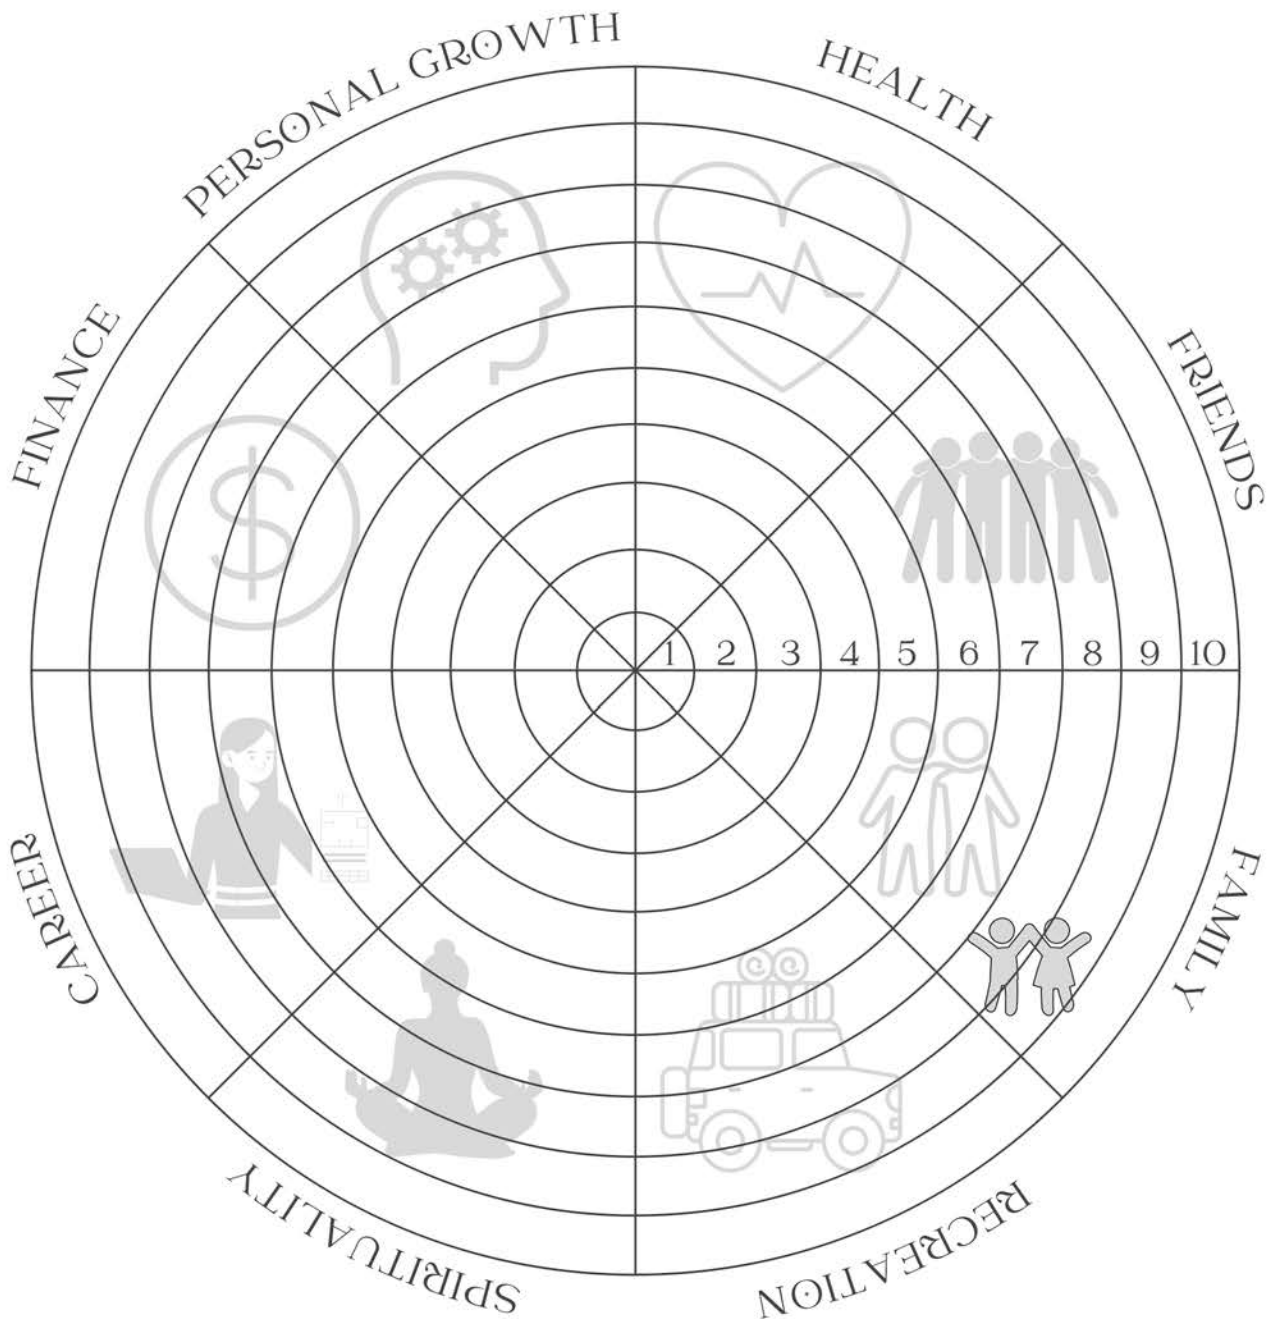 PERSONAL GROWTH
HEALTH
FINANCE
FRIENDS
$
1 2 3 4 5 6 7 8 9 10
CAREER
FAMILY
SPIRITUALITY
RECREATION